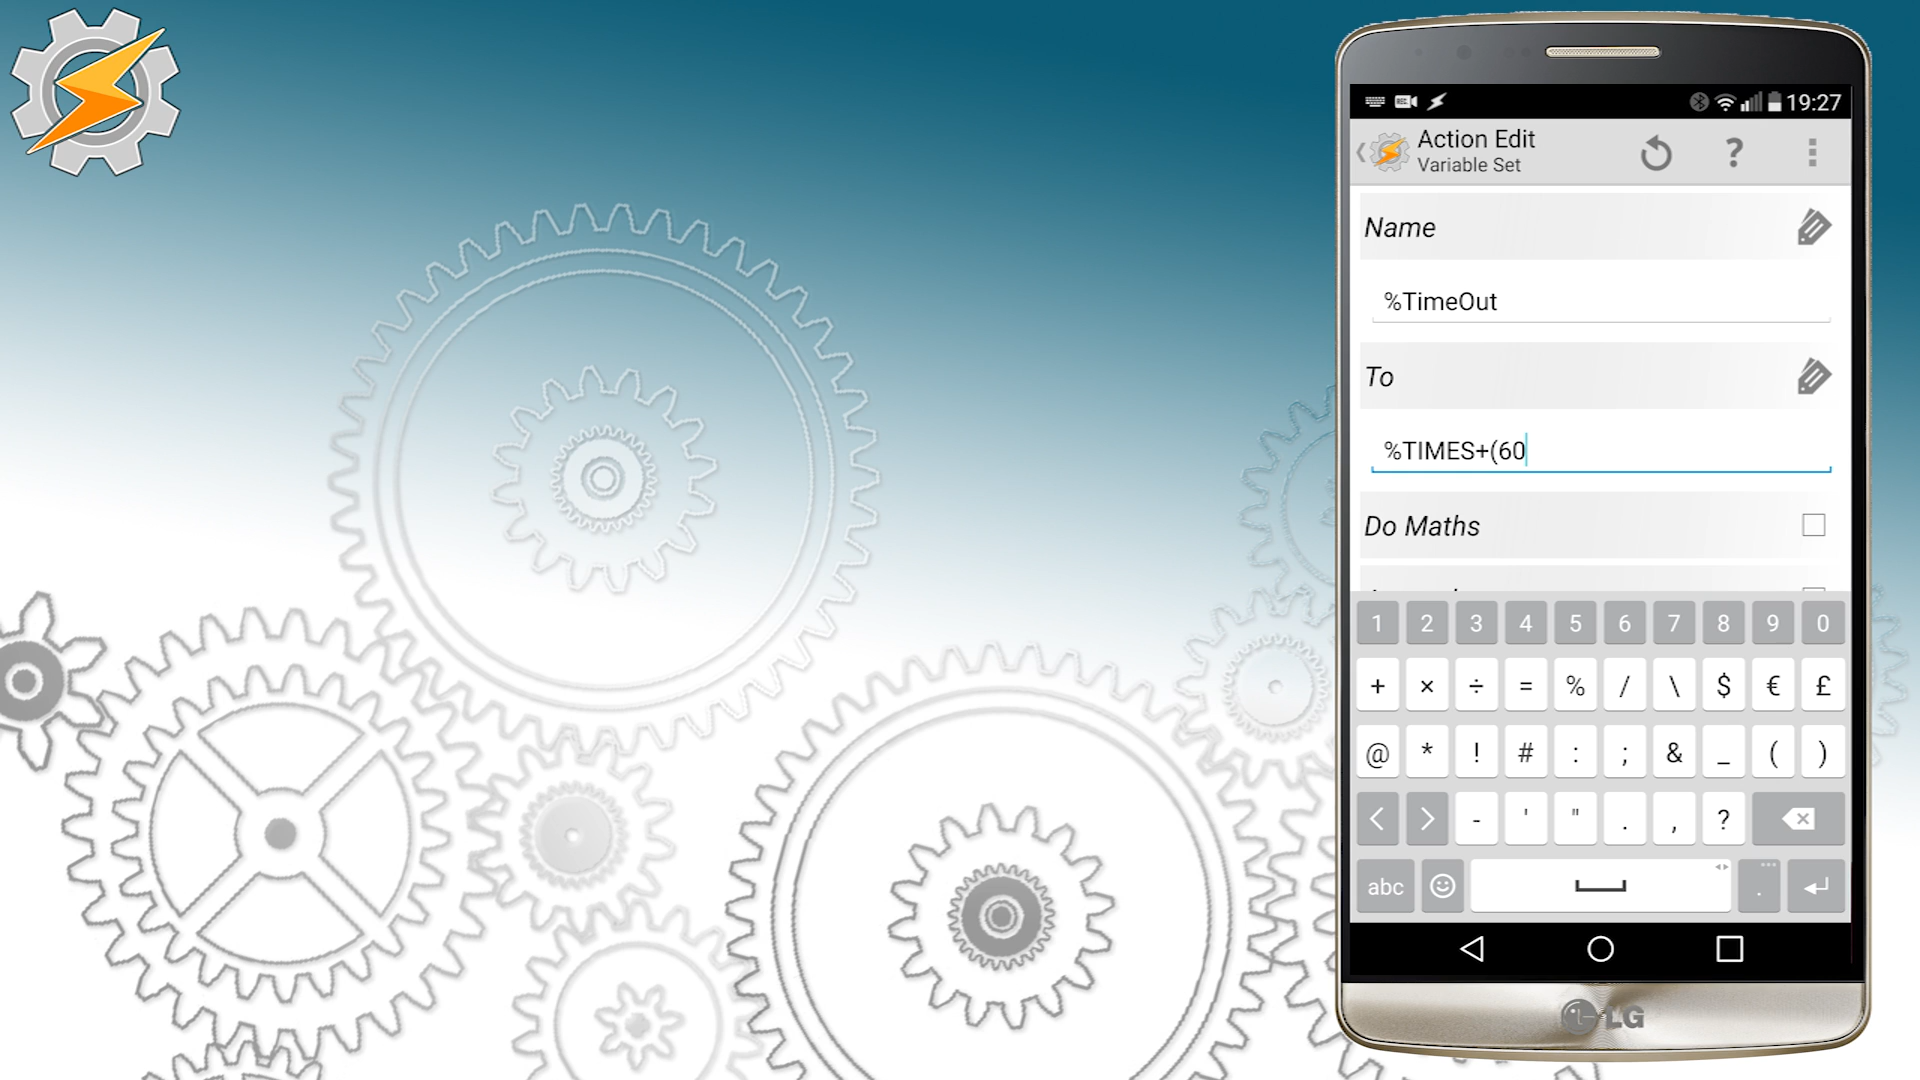 19:27
Action Edit
Variable Set
?
Name
%TimeOut
To
%TIMES+(60
Do Maths
1 2 3 4 5 6 7 8 9 0
+ × ÷ = % / \ $ € £
@ * ! # : ; & _ ( )
< > - ' " . , ?
abc .
LG